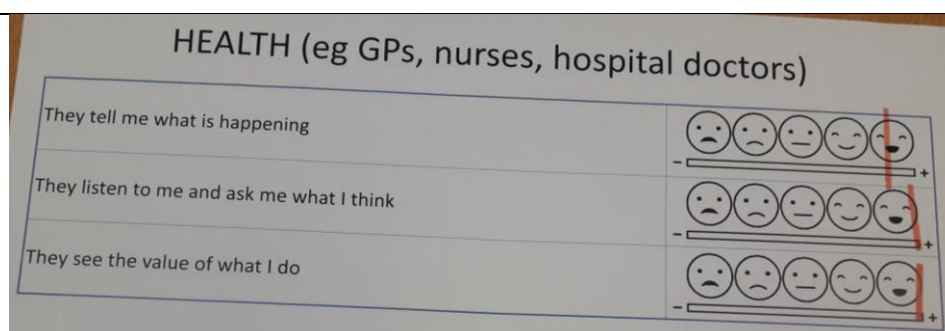 HEALTH (eg GPs, nurses, hospital doctors)
They tell me what is happening
- +
They listen to me and ask me what I think
- +
They see the value of what I do
- +